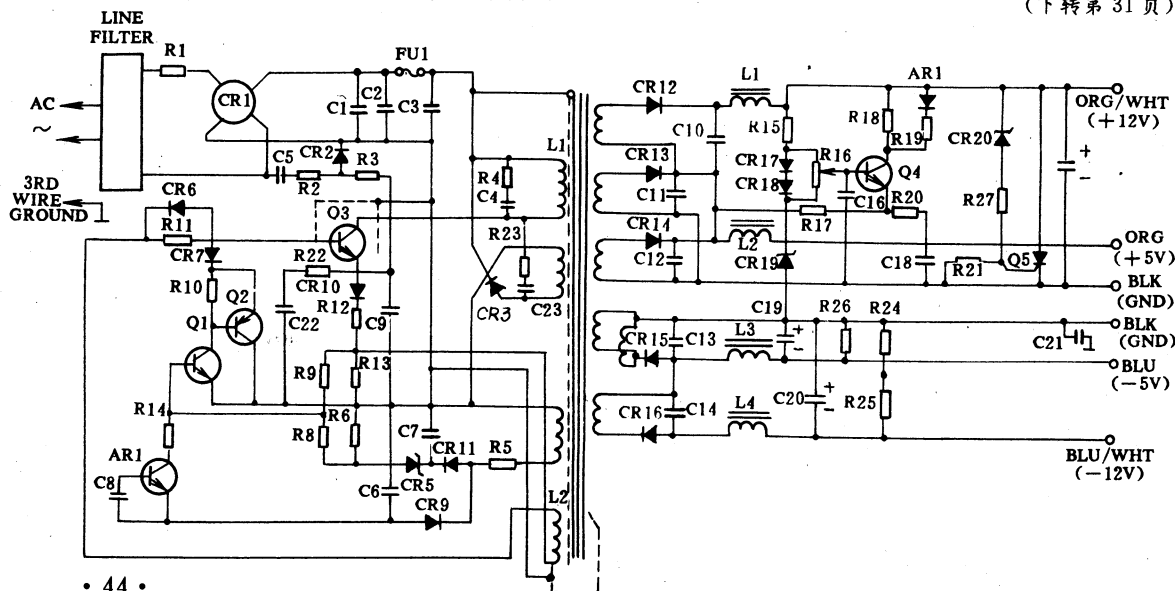 (下转第 31 页)
LINE
FILTER
R1
FU1
CR1
C1
C2
C3
AC
~
C5
CR2
R2
R3
3RD
WIRE
GROUND
CR6
R11
CR7
Q3
R4
C4
L1
R23
R22
CR10
R12
R10
Q2
Q1
C22
C9
CR3
C23
R9
R13
R14
R6
R8
C7
CR11
R5
AR1
C8
CR5
C6
CR9
L2
CR12
L1
AR1
ORG/WHT
(+12V)
C10
R15
R18
R19
CR20
+
-
CR13
CR17
R16
Q4
C11
CR18
C16
R20
R27
CR14
R17
L2
ORG
(+5V)
C12
CR19
C18
R21
Q5
BLK
(GND)
C19
R26
R24
BLK
(GND)
CR15
C13
L3
+
-
C21
BLU
(-5V)
CR16
C14
L4
C20
+
-
R25
BLU/WHT
(-12V)
• 44 •